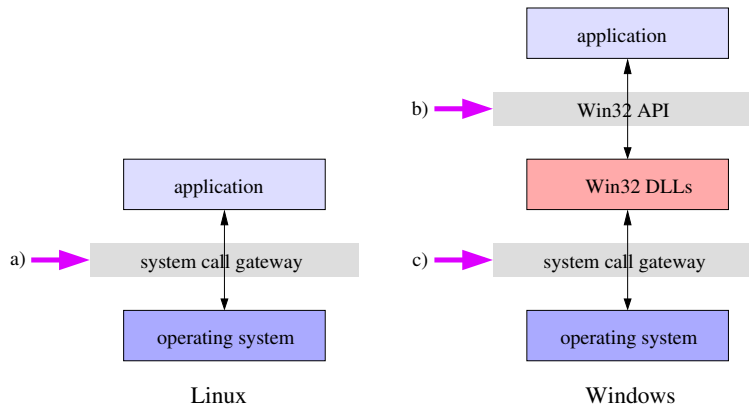 application
b)
Win32 API
application
Win32 DLLs
a)
system call gateway
c)
system call gateway
operating system
operating system
Linux
Windows